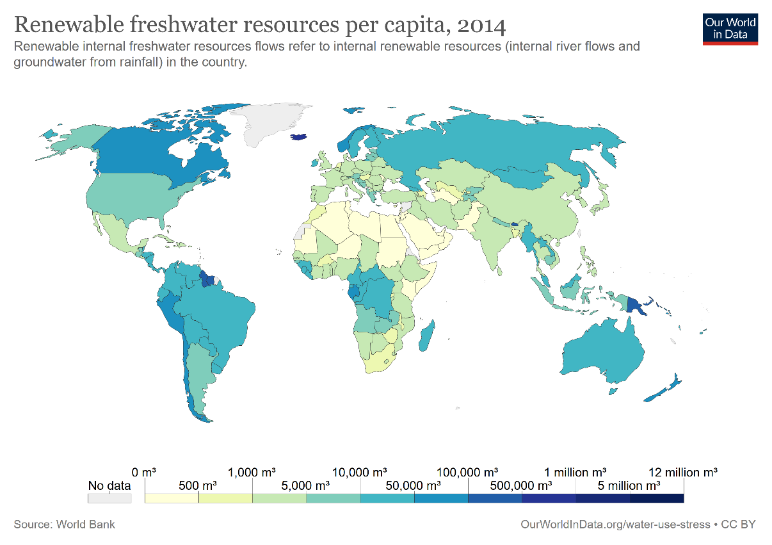 Renewable freshwater resources per capita, 2014
Our World
in Data
Renewable internal freshwater resources flows refer to internal renewable resources (internal river flows and
groundwater from rainfall) in the country.
0 m³ 1,000 m³ 10,000 m³ 100,000 m³ 1 million m³ 12 million m³
No data 500 m³ 5,000 m³ 50,000 m³ 500,000 m³ 5 million m³
Source: World Bank
OurWorldInData.org/water-use-stress • CC BY